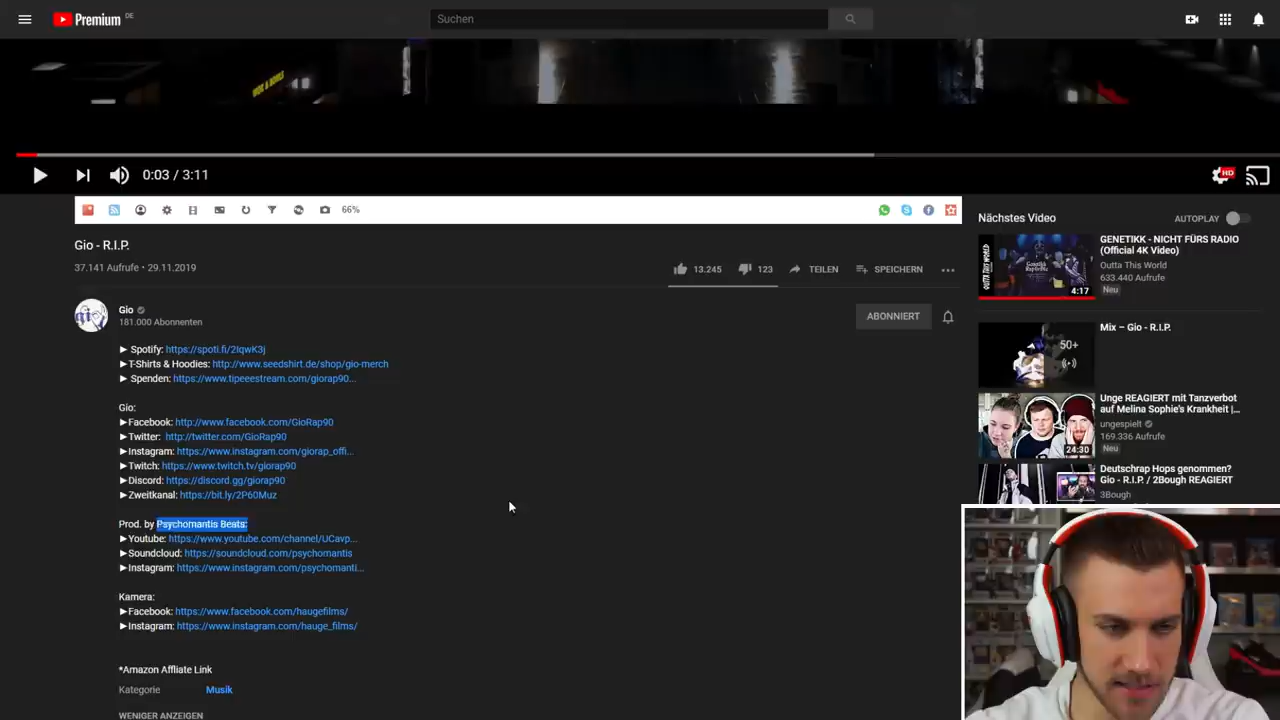 Premium DE
Suchen
WOK & BOWLS
0:03 / 3:11
HD
66%
Gio - R.I.P.
37.141 Aufrufe • 29.11.2019
13.245
123
TEILEN
SPEICHERN
Gio
181.000 Abonnenten
ABONNIERT
► Spotify: https://spoti.fi/2IqwK3j
►T-Shirts & Hoodies: http://www.seedshirt.de/shop/gio-merch
► Spenden: https://www.tipeeestream.com/giorap90...
Gio:
►Facebook: http://www.facebook.com/GioRap90
►Twitter: http://twitter.com/GioRap90
►Instagram: https://www.instagram.com/giorap_offi...
►Twitch: https://www.twitch.tv/giorap90
►Discord: https://discord.gg/giorap90
►Zweitkanal: https://bit.ly/2P60Muz
Prod. by Psychomantis Beats:
►Youtube: https://www.youtube.com/channel/UCavp...
►Soundcloud: https://soundcloud.com/psychomantis
►Instagram: https://www.instagram.com/psychomanti...
Kamera:
►Facebook: https://www.facebook.com/haugefilms/
►Instagram: https://www.instagram.com/hauge_films/
*Amazon Affliate Link
Kategorie
Musik
WENIGER ANZEIGEN
Nächstes Video
AUTOPLAY
GENETIKK - NICHT FÜRS RADIO
(Official 4K Video)
Outta This World
633.440 Aufrufe
Neu
4:17
Mix – Gio - R.I.P.
50+
Unge REAGIERT mit Tanzverbot
auf Melina Sophie's Krankheit |...
ungespielt
169.336 Aufrufe
Neu
24:30
Deutschrap Hops genommen?
Gio - R.I.P. / 2Bough REAGIERT
3Bough